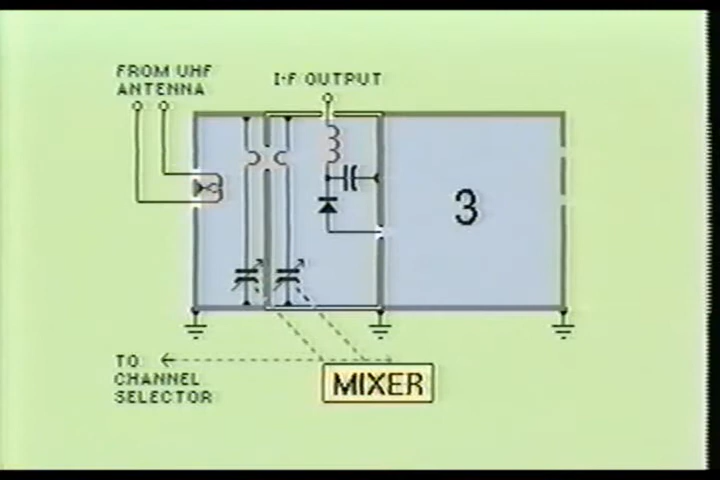 FROM UHF
ANTENNA
I-F OUTPUT
3
TO
CHANNEL
SELECTOR
MIXER